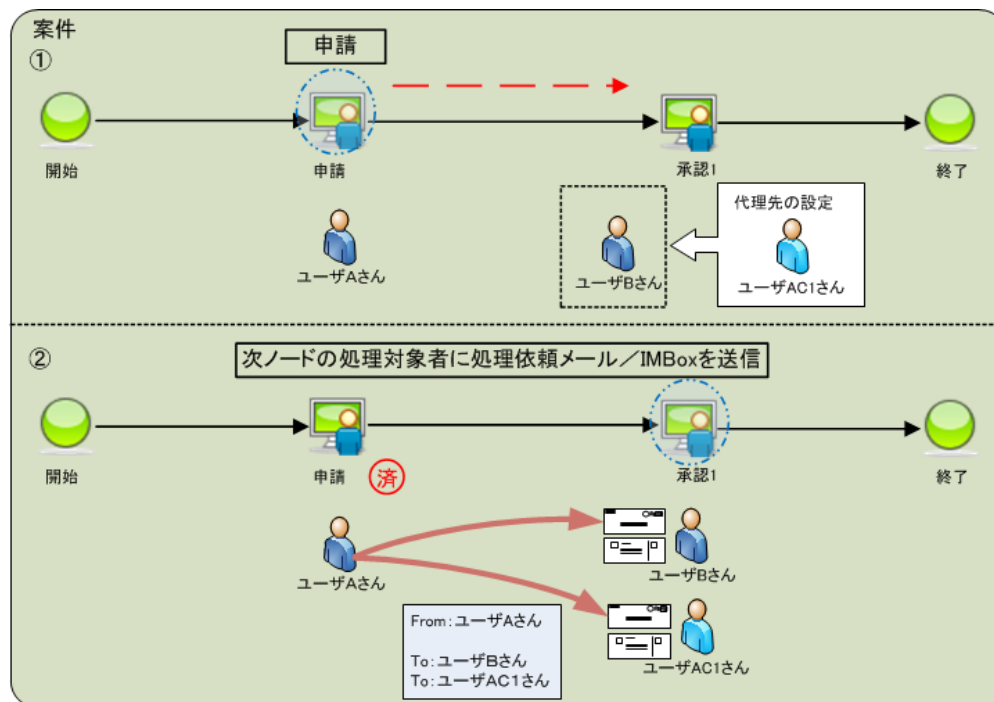 案件
①
申請
開始
申請
承認1
終了
代理先の設定
ユーザAさん
ユーザBさん
ユーザAC1さん
②
次ノードの処理対象者に処理依頼メール／IMBoxを送信
開始
申請
済
承認1
終了
ユーザAさん
ユーザBさん
From：ユーザAさん
To：ユーザBさん
To：ユーザAC1さん
ユーザAC1さん